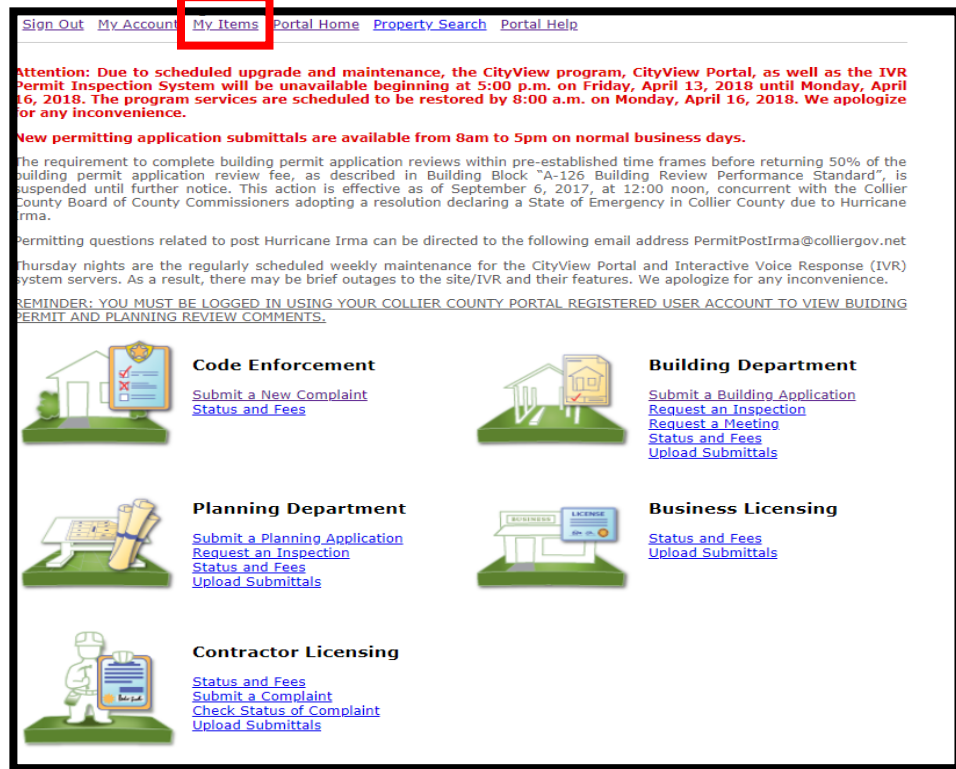 Sign Out My Account My Items Portal Home Property Search Portal Help
Attention: Due to scheduled upgrade and maintenance, the CityView program, CityView Portal, as well as the IVR
Permit Inspection System will be unavailable beginning at 5:00 p.m. on Friday, April 13, 2018 until Monday, April
16, 2018. The program services are scheduled to be restored by 8:00 a.m. on Monday, April 16, 2018. We apologize
for any inconvenience.
New permitting application submittals are available from 8am to 5pm on normal business days.
The requirement to complete building permit application reviews within pre-established time frames before returning 50% of the
building permit application review fee, as described in Building Block "A-126 Building Review Performance Standard", is
suspended until further notice. This action is effective as of September 6, 2017, at 12:00 noon, concurrent with the Collier
County Board of County Commissioners adopting a resolution declaring a State of Emergency in Collier County due to Hurricane
Irma.
Permitting questions related to post Hurricane Irma can be directed to the following email address PermitPostIrma@colliergov.net
Thursday nights are the regularly scheduled weekly maintenance for the CityView Portal and Interactive Voice Response (IVR)
system servers. As a result, there may be brief outages to the site/IVR and their features. We apologize for any inconvenience.
REMINDER: YOU MUST BE LOGGED IN USING YOUR COLLIER COUNTY PORTAL REGISTERED USER ACCOUNT TO VIEW BUIDING
PERMIT AND PLANNING REVIEW COMMENTS.
Code Enforcement
Submit a New Complaint
Status and Fees
Building Department
Submit a Building Application
Request an Inspection
Request a Meeting
Status and Fees
Upload Submittals
Planning Department
Submit a Planning Application
Request an Inspection
Status and Fees
Upload Submittals
BUSINESS
LICENSE
Business Licensing
Status and Fees
Upload Submittals
Contractor Licensing
Status and Fees
Submit a Complaint
Check Status of Complaint
Upload Submittals